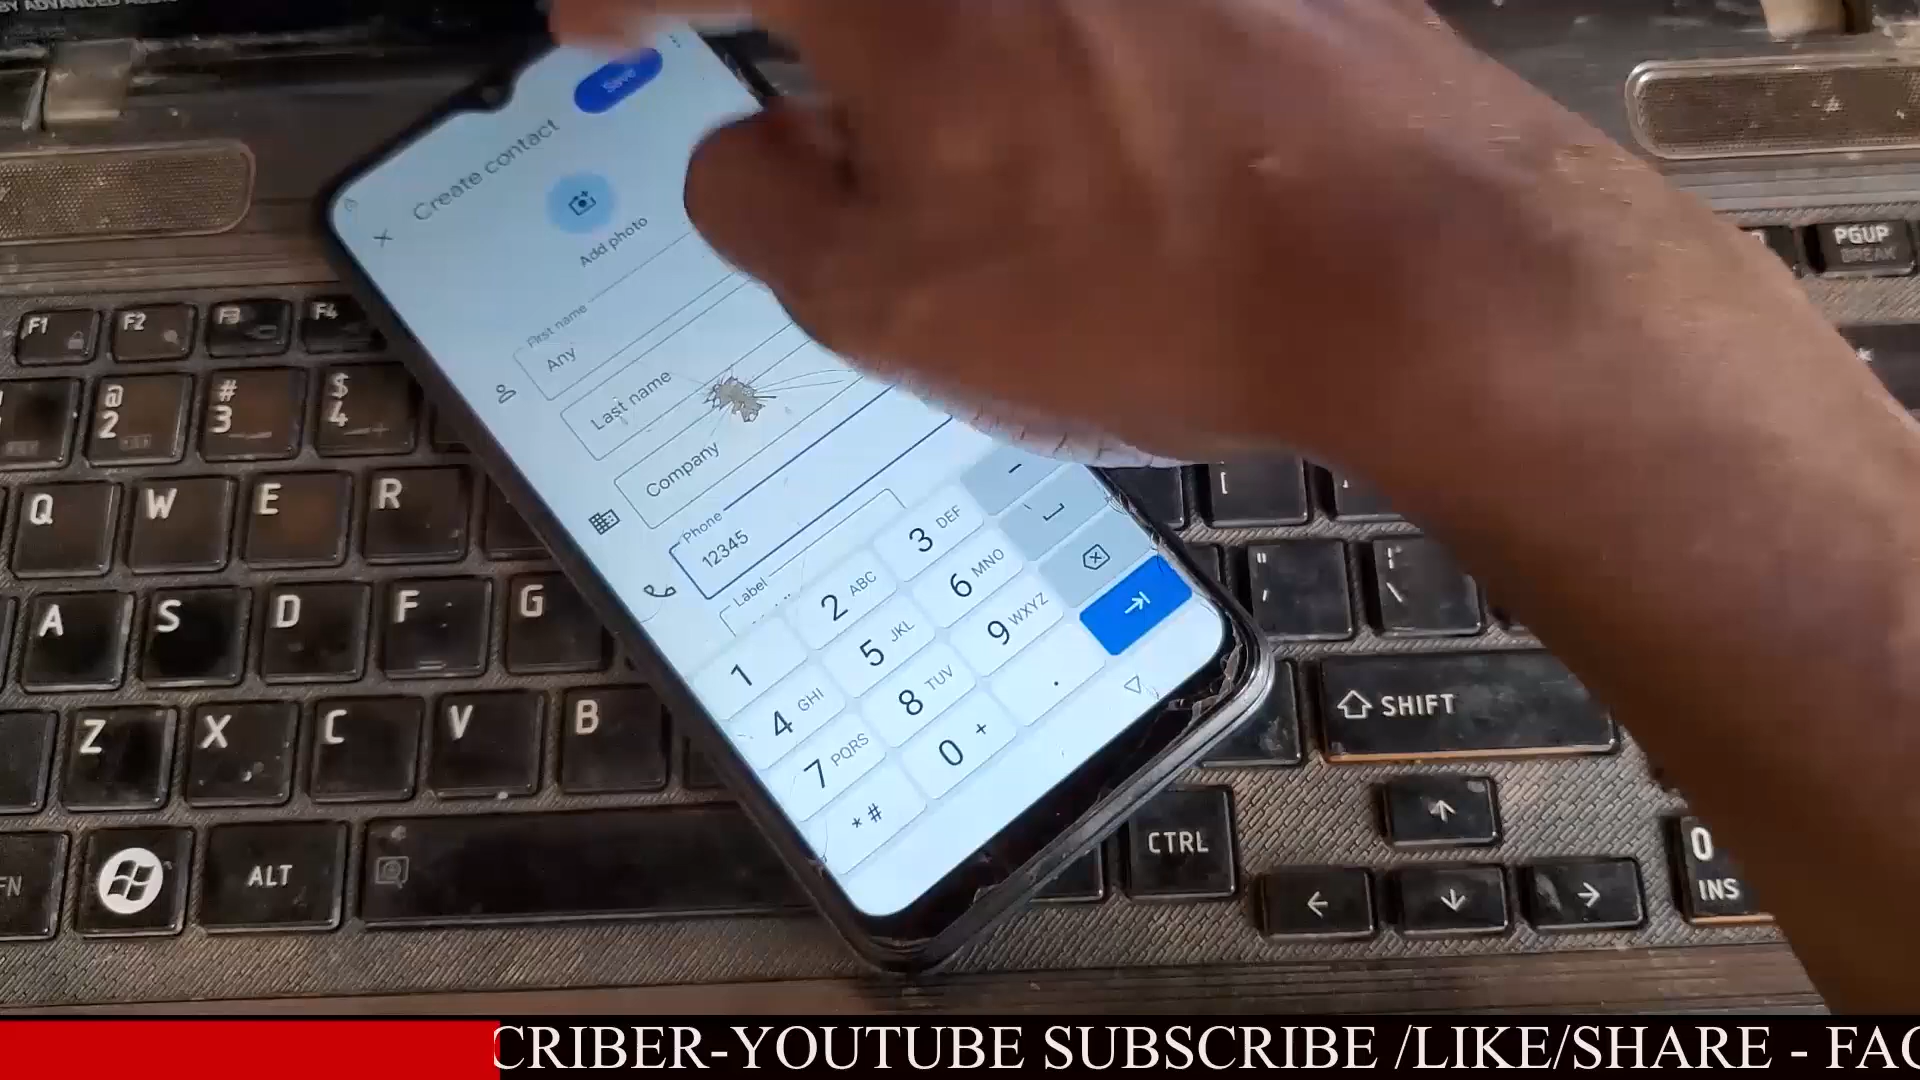 BY ADVANCED
Save
Create contact
Add photo
First name
Any
Last name
Company
Phone
12345
Label
1
2 ABC
3 DEF
-
4 GHI
5 JKL
6 MNO
7 PQRS
8 TUV
9 WXYZ
* #
0 +
.
F1
F2
F3
F4
PGUP
BREAK
@
2
#
3
$
4
Q
W
E
R
[
A
S
D
F
G
"
'
\
Z
X
C
V
B
SHIFT
FN
ALT
CTRL
0
INS
CRIBER-YOUTUBE SUBSCRIBE /LIKE/SHARE - FAC